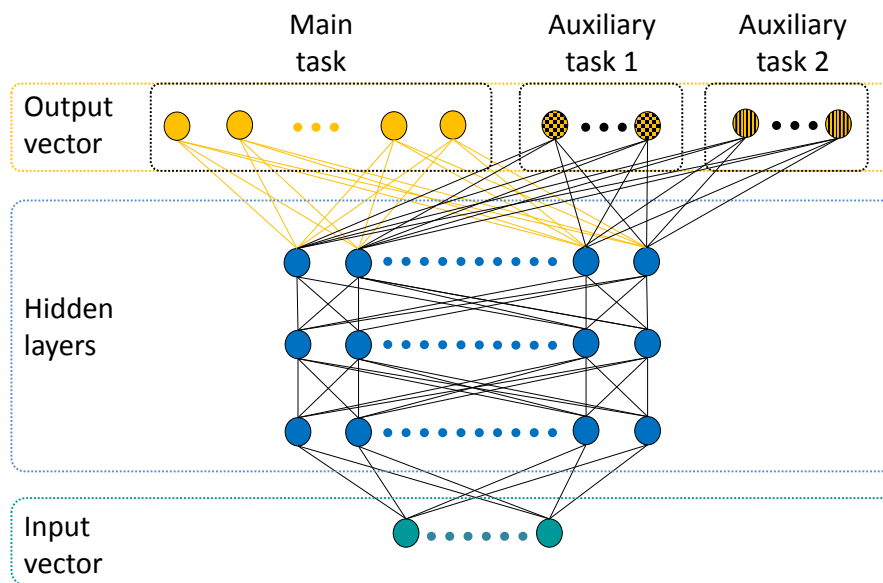 Main
task
Auxiliary
task 1
Auxiliary
task 2
Output
vector
Hidden
layers
Input
vector